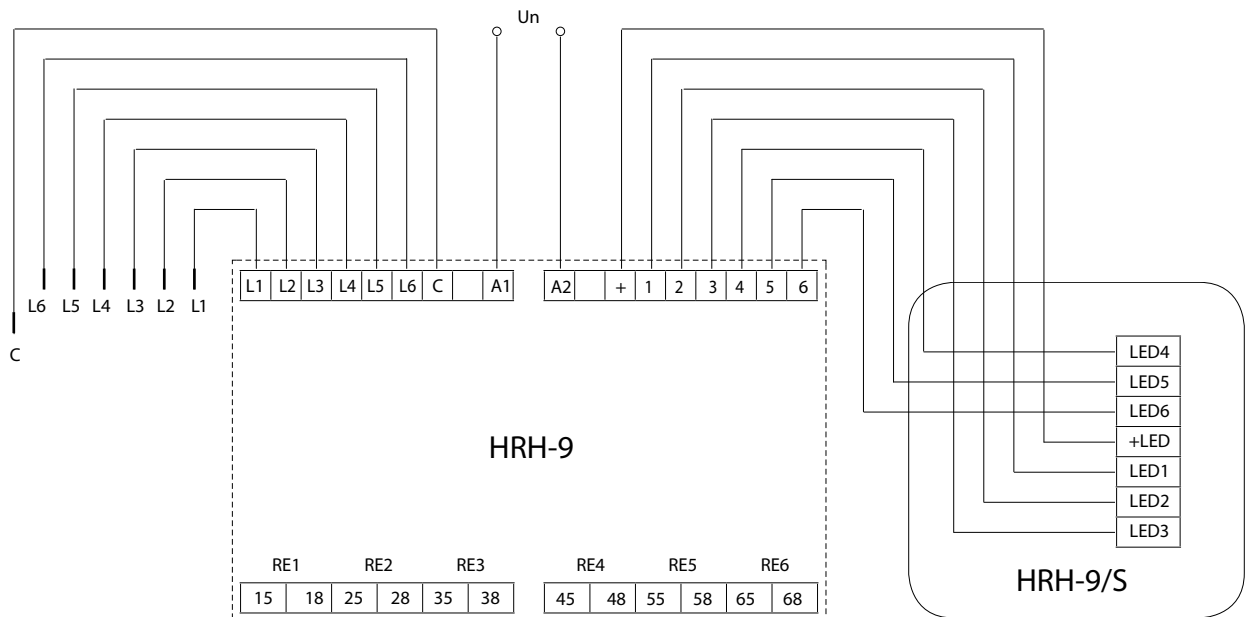 Un
L1 L2 L3 L4 L5 L6 C A1 A2 + 1 2 3 4 5 6
L6 L5 L4 L3 L2 L1
C
LED4
LED5
LED6
+LED
LED1
LED2
LED3
HRH-9
HRH-9/S
RE1 RE2 RE3 RE4 RE5 RE6
15 18 25 28 35 38 45 48 55 58 65 68